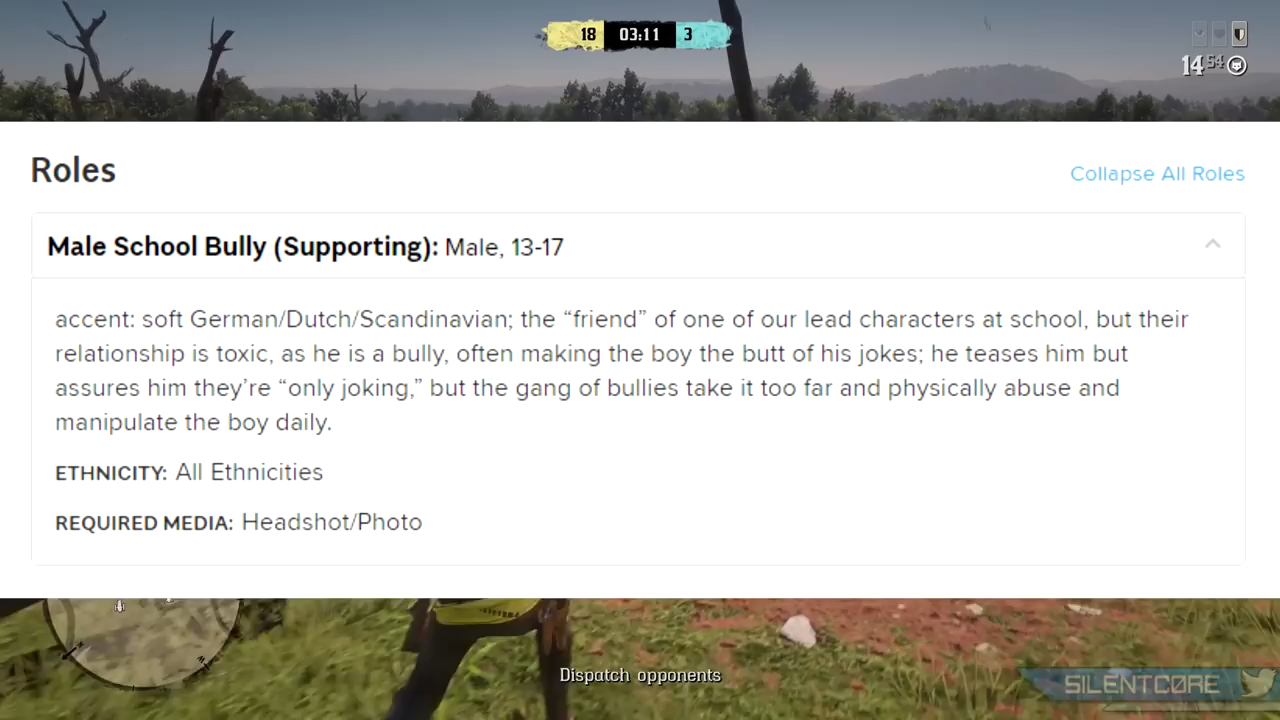 18 03:11 3
14 54
Roles
Collapse All Roles
Male School Bully (Supporting): Male, 13-17
accent: soft German/Dutch/Scandinavian; the “friend” of one of our lead characters at school, but their
relationship is toxic, as he is a bully, often making the boy the butt of his jokes; he teases him but
assures him they’re “only joking,” but the gang of bullies take it too far and physically abuse and
manipulate the boy daily.
ETHNICITY: All Ethnicities
REQUIRED MEDIA: Headshot/Photo
Dispatch opponents
SILENTCØRE